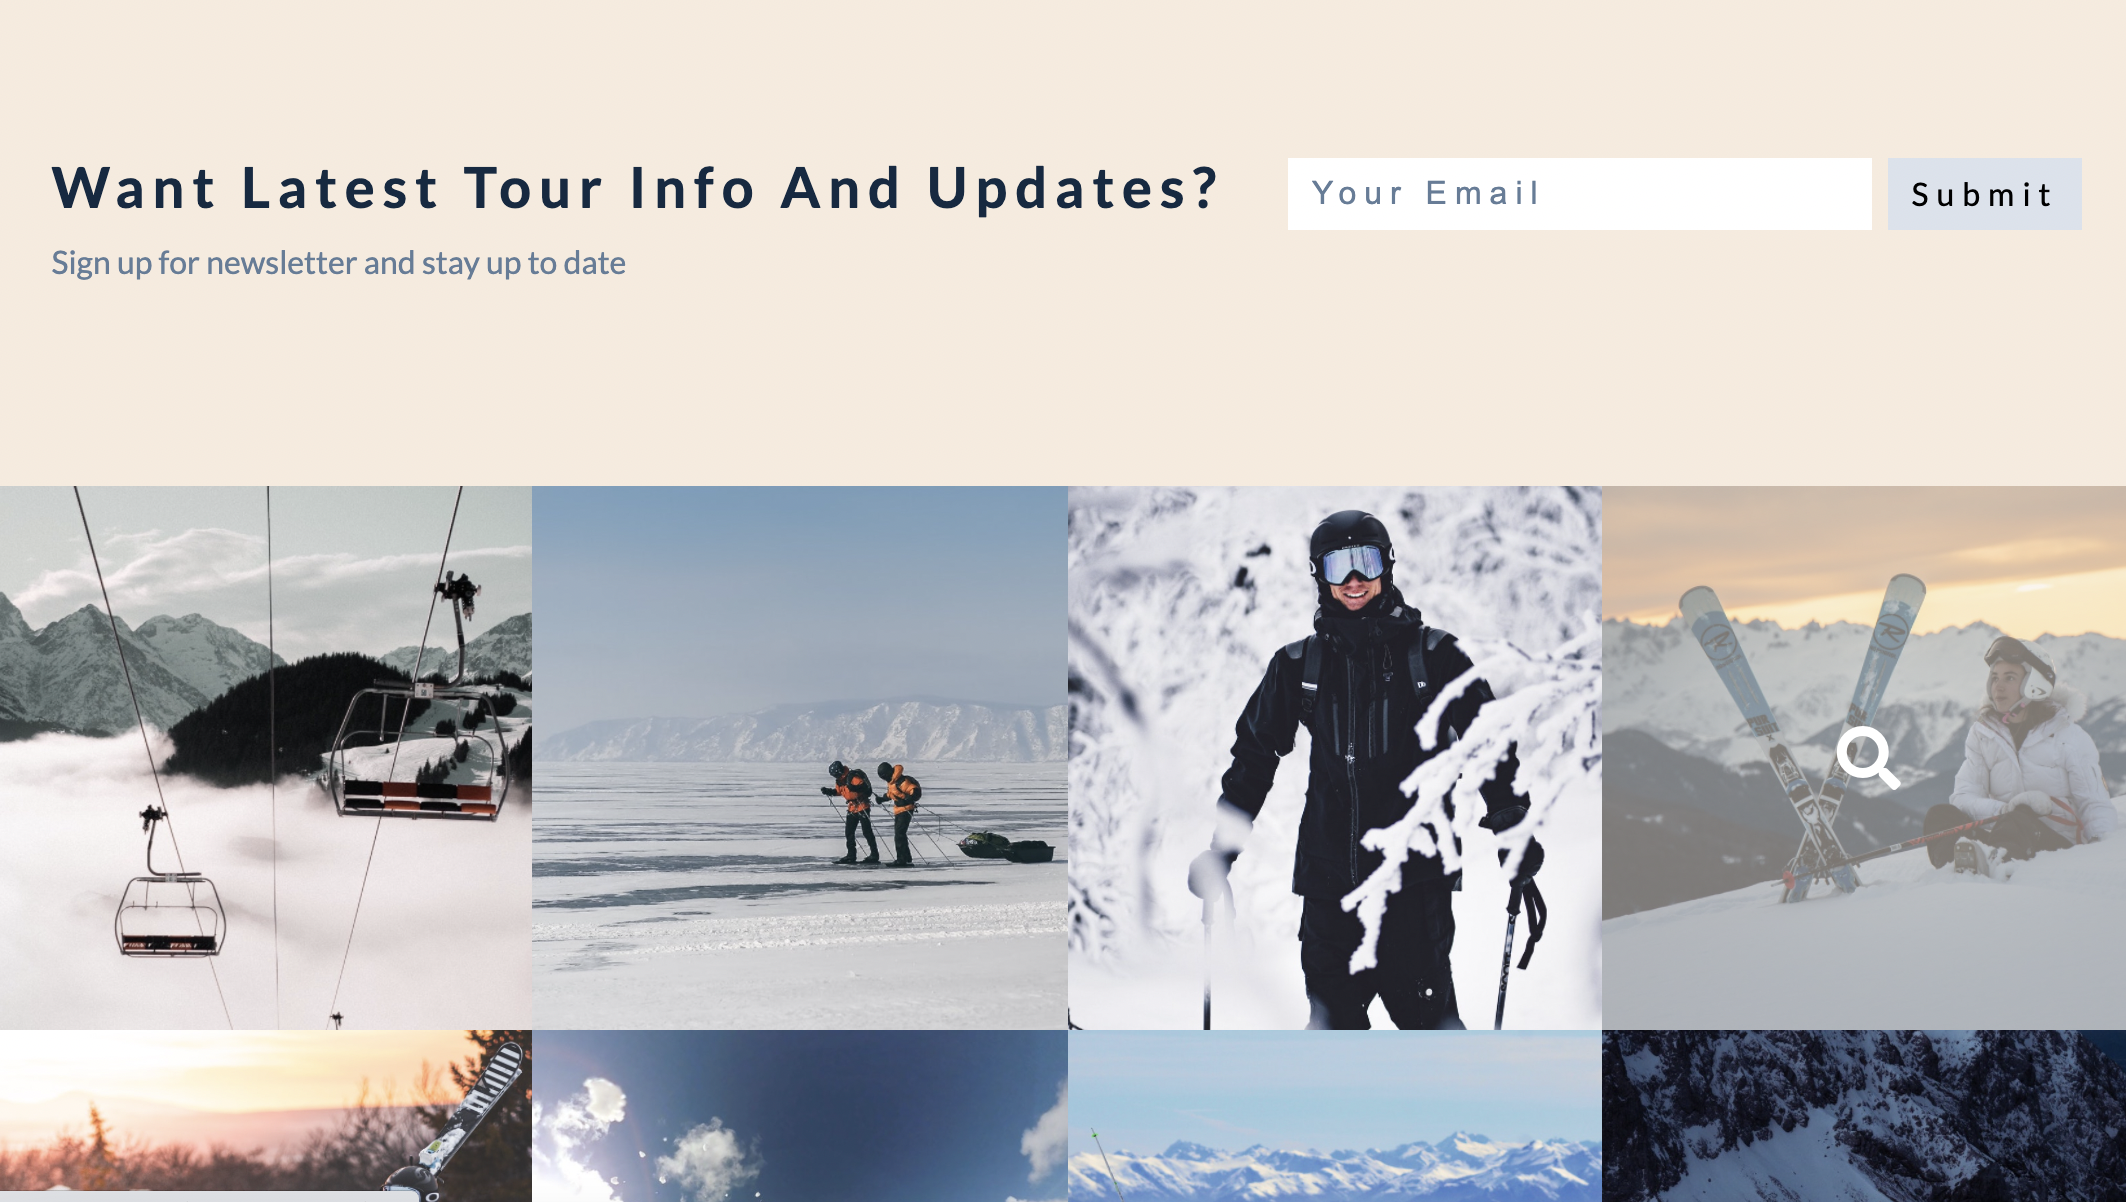 Want Latest Tour Info And Updates?
Your Email
Submit
Sign up for newsletter and stay up to date